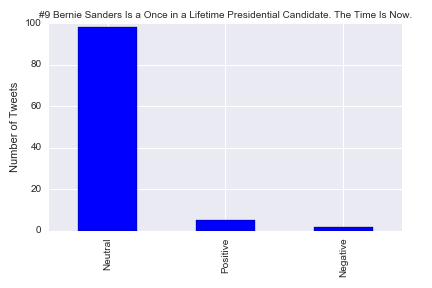 #9 Bernie Sanders Is a Once in a Lifetime Presidential Candidate. The Time Is Now.
100
80
60
40
20
0
Number of Tweets
Neutral
Positive
Negative